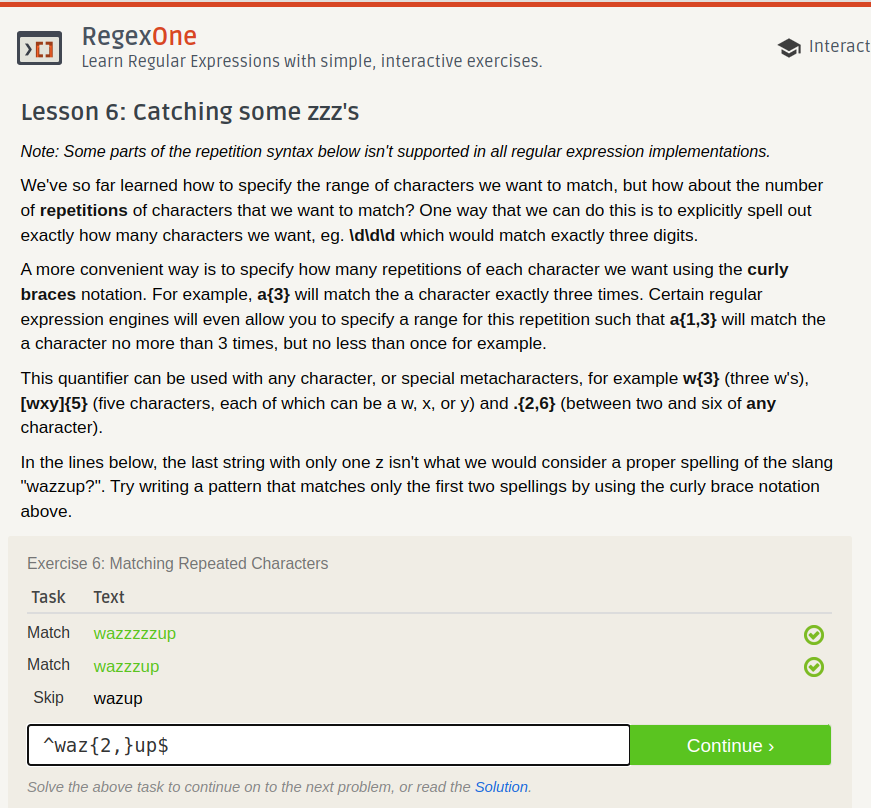 RegexOne
Learn Regular Expressions with simple, interactive exercises.
Interact
Lesson 6: Catching some zzz's
Note: Some parts of the repetition syntax below isn't supported in all regular expression implementations.
We've so far learned how to specify the range of characters we want to match, but how about the number
of repetitions of characters that we want to match? One way that we can do this is to explicitly spell out
exactly how many characters we want, eg. \d\d\d which would match exactly three digits.
A more convenient way is to specify how many repetitions of each character we want using the curly
braces notation. For example, a{3} will match the a character exactly three times. Certain regular
expression engines will even allow you to specify a range for this repetition such that a{1,3} will match the
a character no more than 3 times, but no less than once for example.
This quantifier can be used with any character, or special metacharacters, for example w{3} (three w's),
[wxy]{5} (five characters, each of which can be a w, x, or y) and .{2,6} (between two and six of any
character).
In the lines below, the last string with only one z isn't what we would consider a proper spelling of the slang
"wazzup?". Try writing a pattern that matches only the first two spellings by using the curly brace notation
above.
Exercise 6: Matching Repeated Characters
Task Text
Match wazzzzzup
Match wazzzup
Skip wazup
^waz{2,}up$ Continue ›
Solve the above task to continue on to the next problem, or read the Solution.